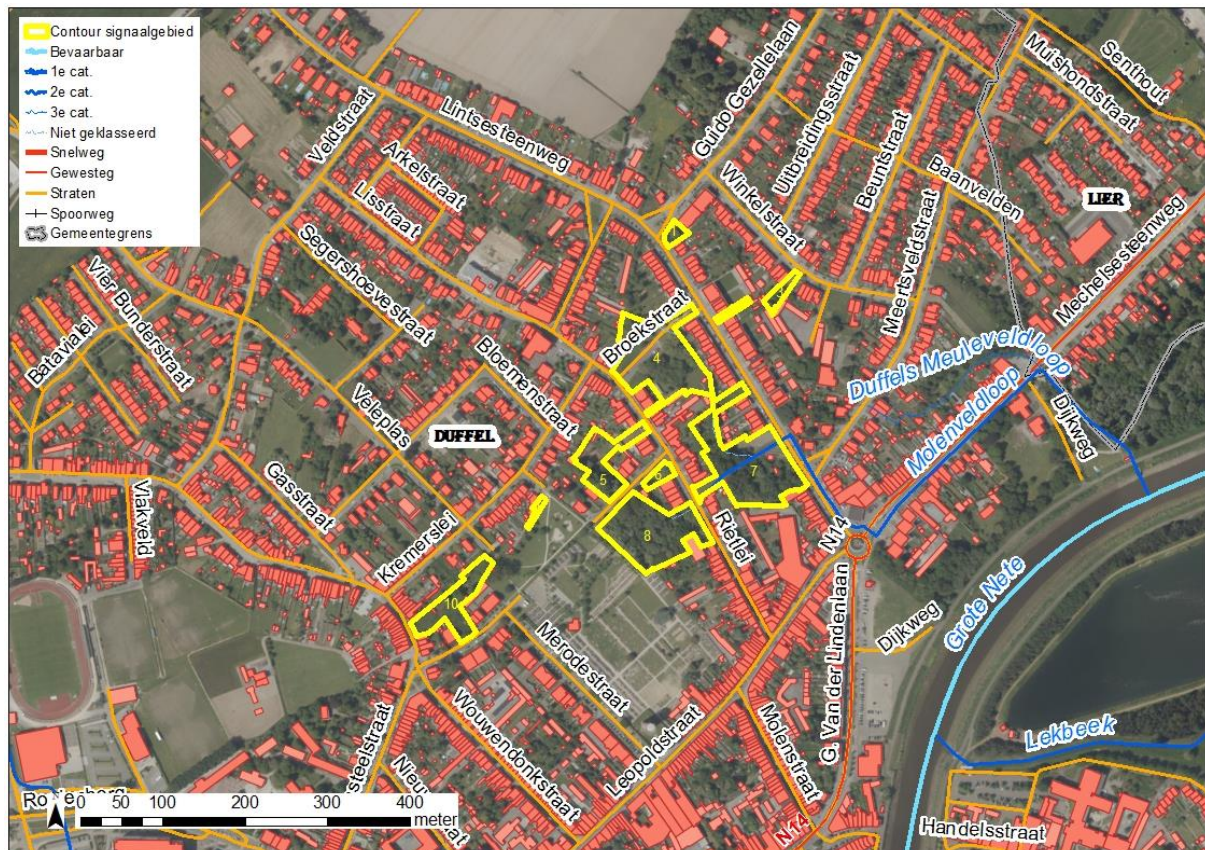 Contour signaalgebied
Bevaarbaar
1e cat.
2e cat.
3e cat.
Niet geklasseerd
Snelweg
Gewesteg
Straten
Spoorweg
Gemeentegrens
Lintsesteenweg
Veldstraat
Arkelstraat
Lisstraat
Segershoevestraat
Vier Bunderstraat
Batavialei
Guido Gezellelaan
Uitbreidingsstraat
Beuntstraat
Winkelstraat
Baanvelden
Meertsveldstraat
Muishondstraat
Senthout
LIER
Mechelsesteenweg
Broekstraat
4
Bloemenstraat
Veleplas
DUFFEL
Duffels Meuleveldloop
Molenveldloop
Dijkweg
5
7
8
Rietlei
N14
Gasstraat
Vlakveld
Kremerslei
10
Merodestraat
Wouwendonkstraat
Leopoldstraat
Molenstraat
G. Van der Lindenlaan
Dijkweg
Grote Nete
Lekbeek
Handelsstraat
N14
0 50 100 200 300 400
meter